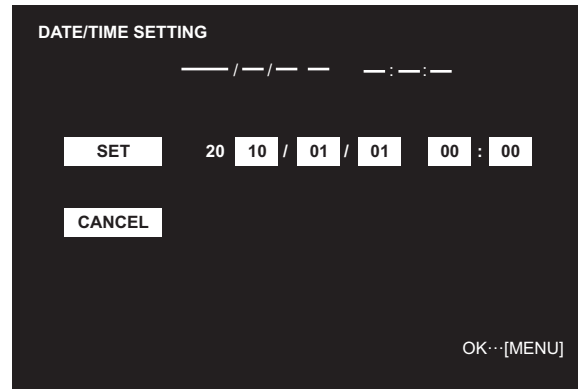 DATE/TIME SETTING
——/—/— — —:—:—
SET 20 10 / 01 / 01 00 : 00
CANCEL
OK···[MENU]